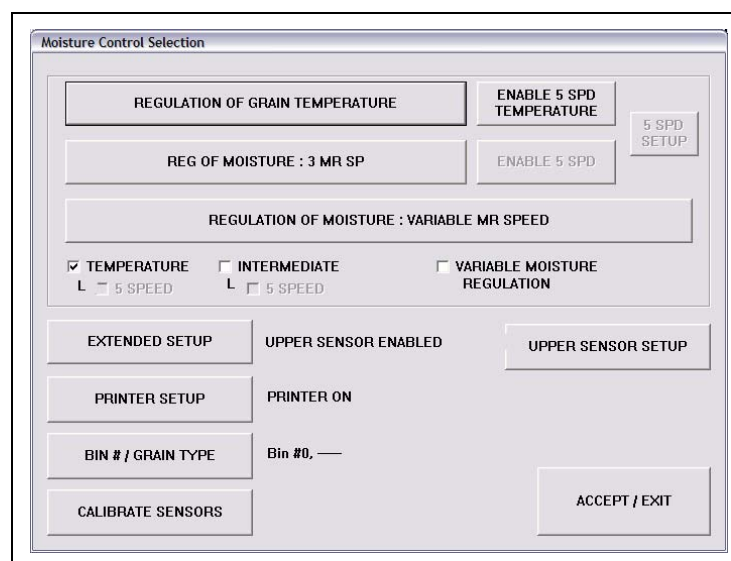 Moisture Control Selection
REGULATION OF GRAIN TEMPERATURE
ENABLE 5 SPD
TEMPERATURE
5 SPD
SETUP
REG OF MOISTURE : 3 MR SP
ENABLE 5 SPD
REGULATION OF MOISTURE : VARIABLE MR SPEED
TEMPERATURE
L 5 SPEED
INTERMEDIATE
L 5 SPEED
VARIABLE MOISTURE
REGULATION
EXTENDED SETUP
UPPER SENSOR ENABLED
UPPER SENSOR SETUP
PRINTER SETUP
PRINTER ON
BIN # / GRAIN TYPE
Bin #0, ----
CALIBRATE SENSORS
ACCEPT / EXIT